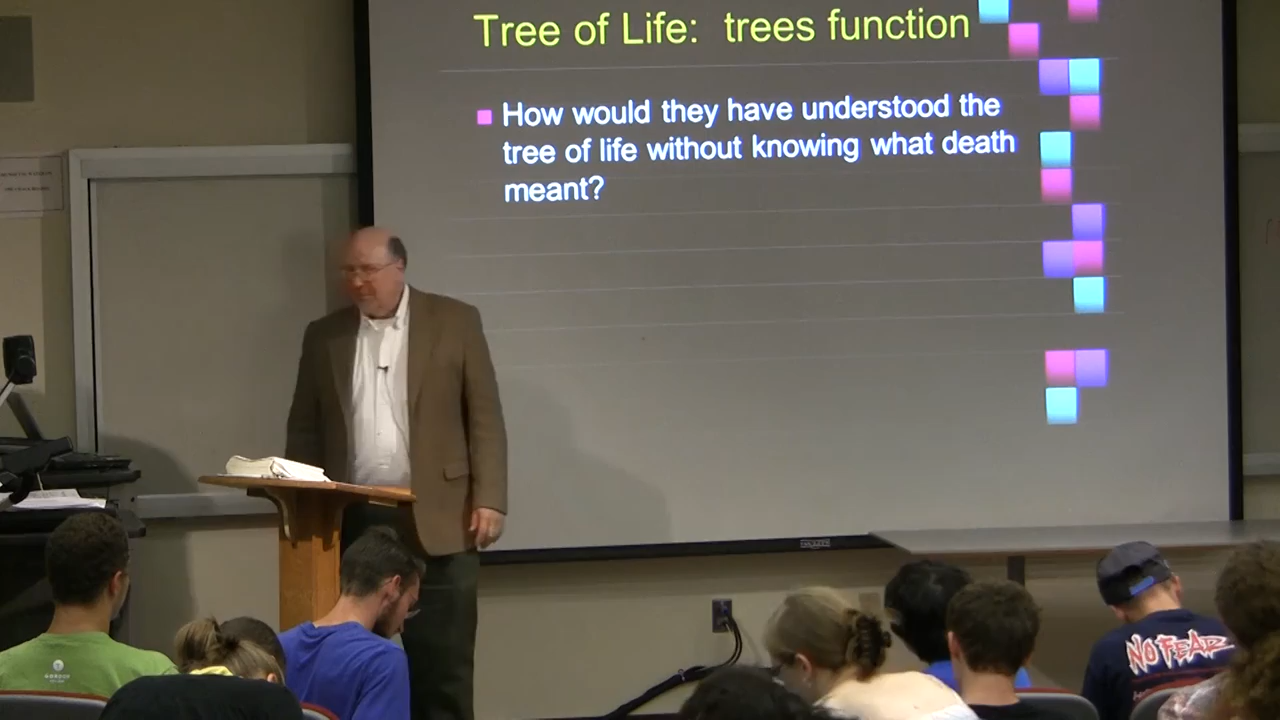 Tree of Life: trees function
How would they have understood the
tree of life without knowing what death
meant?
NO FEAR